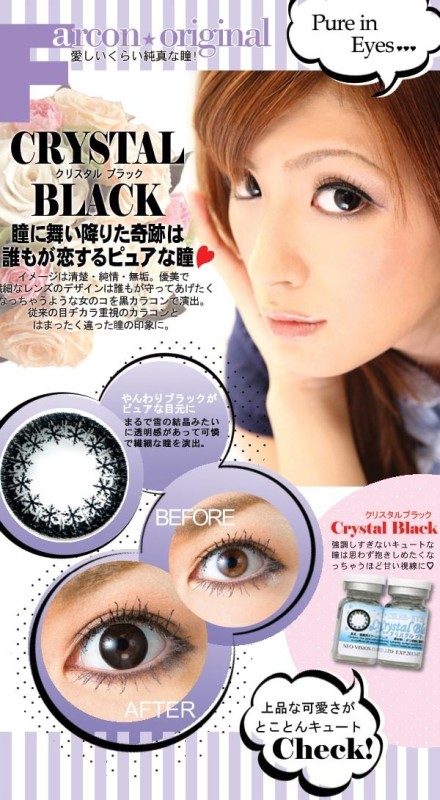 Farcon★original
愛しいくらい純真な瞳!
Pure in
Eyes♥♥♥
CRYSTAL
クリスタル ブラック
BLACK
瞳に舞い降りた奇跡は
誰もが恋するピュアな瞳♥
イメージは清楚・純情・無垢。優美で
繊細なレンズのデザインは誰もが守ってあげたく
なっちゃうような女のコを黒カラコンで演出。
従来の目ヂカラ重視のカラコンと
はまったく違った瞳の印象に。
やんわりブラックが
ピュアな目元に
まるで雪の結晶みたい
に透明感があって可憐
で繊細な瞳を演出。
BEFORE
AFTER
クリスタルブラック
Crystal Black
強調しすぎないキュートな
瞳は思わず抱きしめたくな
っちゃうほど甘い視線に♡
上品な可愛さが
とことんキュート
Check!